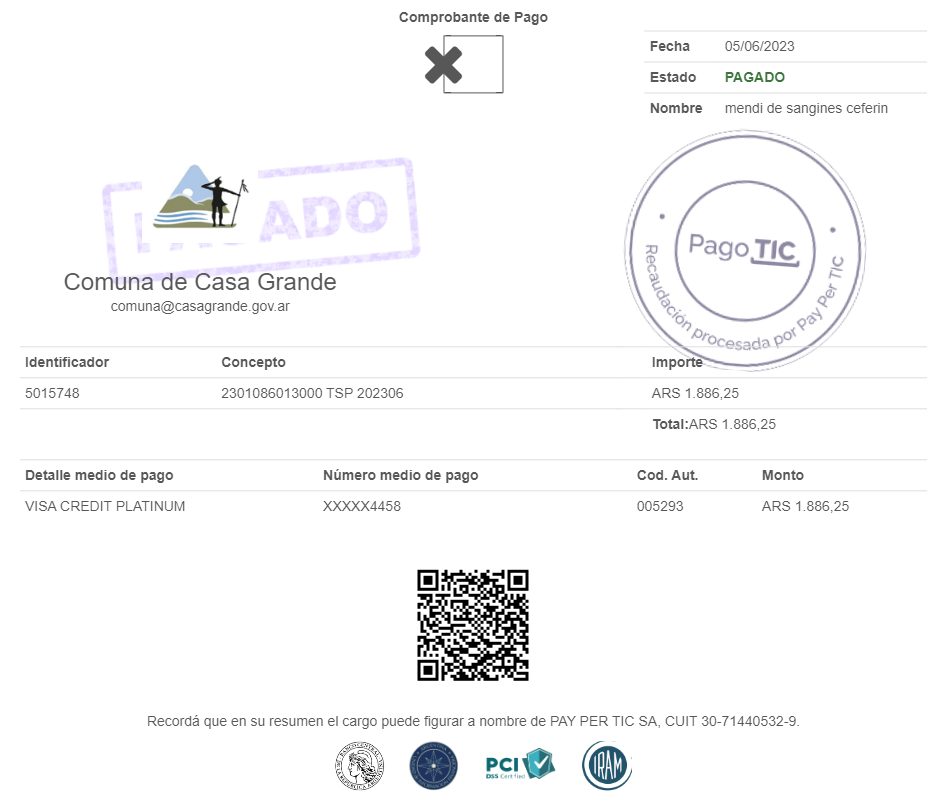 Comprobante de Pago
Fecha 05/06/2023
Estado PAGADO
Nombre mendi de sangines ceferin
PAGADO
Pago TIC
Recaudación procesada por Pay Per TIC
Comuna de Casa Grande
comuna@casagrande.gov.ar
Identificador Concepto Importe
5015748 2301086013000 TSP 202306 ARS 1.886,25
Total:ARS 1.886,25
Detalle medio de pago Número medio de pago Cod. Aut. Monto
VISA CREDIT PLATINUM XXXXX4458 005293 ARS 1.886,25
Recordá que en su resumen el cargo puede figurar a nombre de PAY PER TIC SA, CUIT 30-71440532-9.
PCI
DSS Certified
IRAM